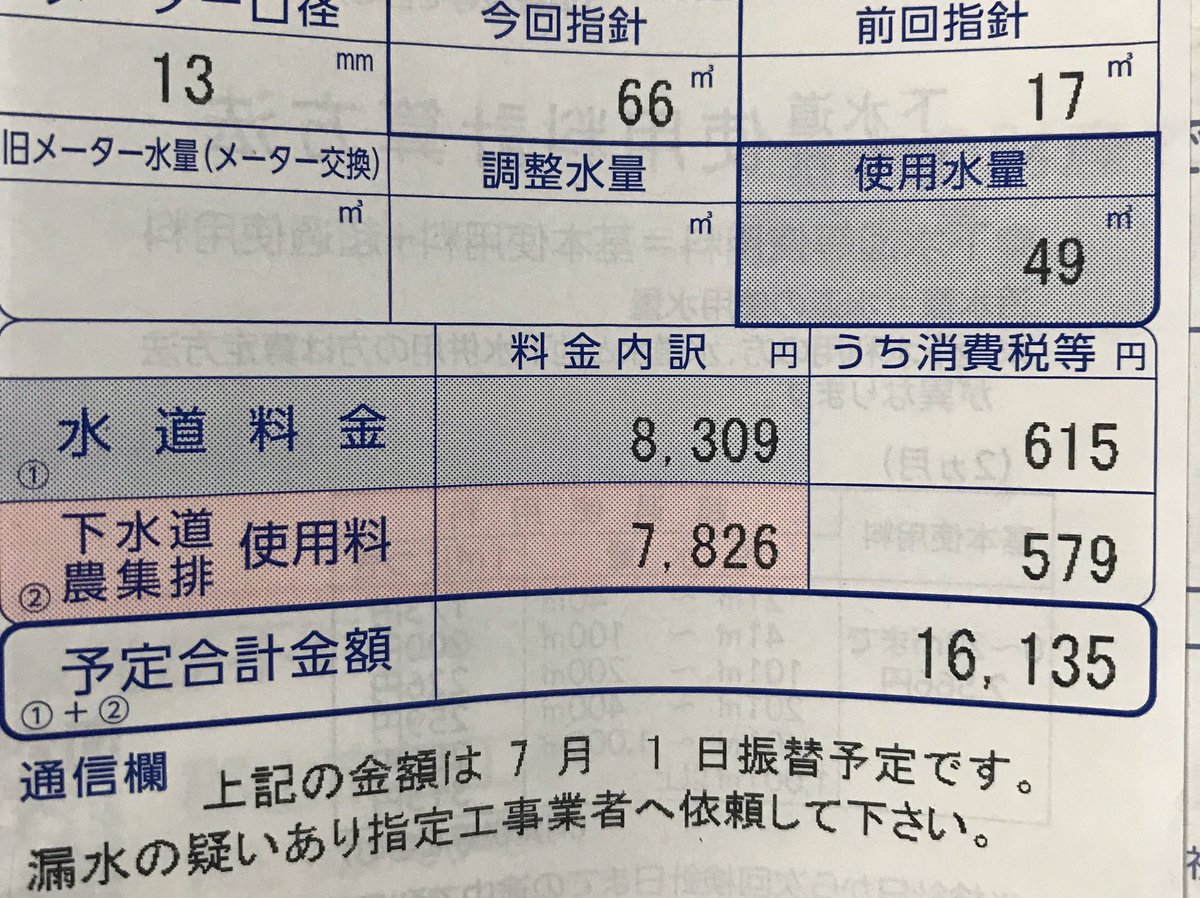 メーター口径 今回指針 前回指針
13 mm 66 ㎥ 17 ㎥
旧メーター水量(メーター交換) 調整水量 使用水量
㎥ ㎥ 49 ㎥
料金内訳 円 うち消費税等 円
① 水道料金 8,309 615
② 下水道 農集排 使用料 7,826 579
予定合計金額 ①+② 16,135
通信欄 上記の金額は 7月 1日振替予定です。
漏水の疑いあり指定工事業者へ依頼して下さい。